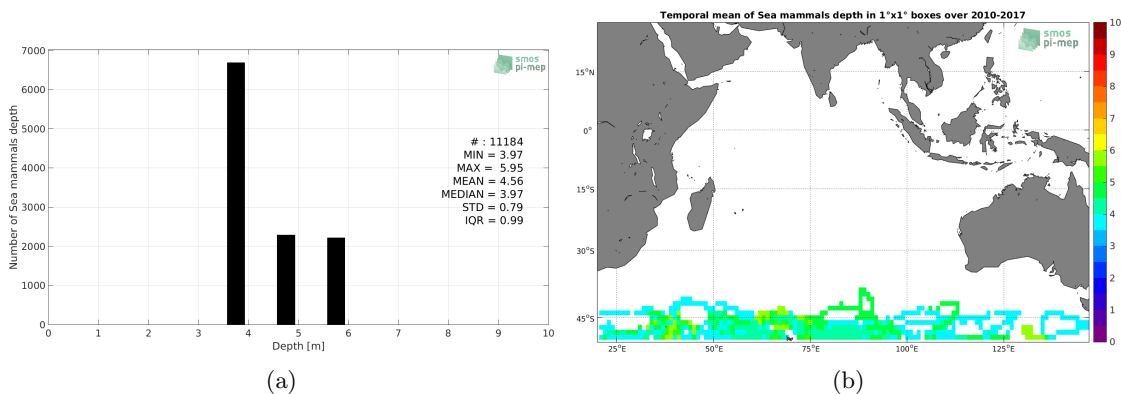 7000
6000
5000
4000
3000
2000
1000
0
Number of Sea mammals depth
smos
pi-mep
# : 11184
MIN = 3.97
MAX = 5.95
MEAN = 4.56
MEDIAN = 3.97
STD = 0.79
IQR = 0.99
0 1 2 3 4 5 6 7 8 9 10
Depth [m]
(a)
Temporal mean of Sea mammals depth in 1°x1° boxes over 2010-2017
smos
pi-mep
15°N
0°
15°S
30°S
45°S
25°E 50°E 75°E 100°E 125°E
10
9
8
7
6
5
4
3
2
1
0
(b)